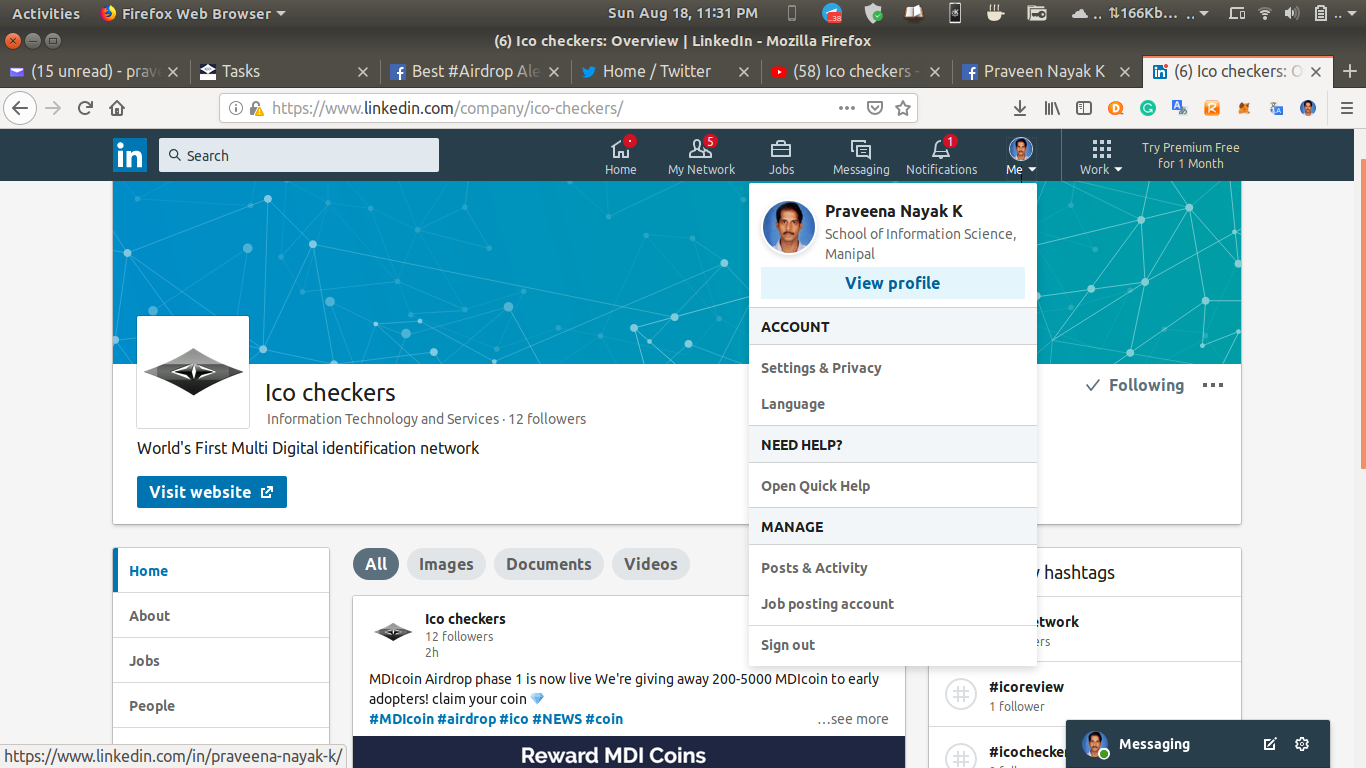 Activities
Firefox Web Browser
Sun Aug 18, 11:31 PM
38
..
166Kb...
..
..
(6) Ico checkers: Overview | LinkedIn - Mozilla Firefox
(15 unread) - prav
Tasks
Best #Airdrop Ale
Home / Twitter
(58) Ico checkers -
Praveen Nayak K
(6) Ico checkers: O
https://www.linkedin.com/company/ico-checkers/
in
Search
Home
5
My Network
Jobs
Messaging
1
Notifications
Me
Work
Try Premium Free
for 1 Month
Praveena Nayak K
School of Information Science,
Manipal
View profile
ACCOUNT
Settings & Privacy
Language
NEED HELP?
Open Quick Help
MANAGE
Posts & Activity
Job posting account
Sign out
Ico checkers
Information Technology and Services · 12 followers
World's First Multi Digital identification network
Visit website
Following
Home
About
Jobs
People
All
Images
Documents
Videos
Ico checkers
12 followers
2h
MDIcoin Airdrop phase 1 is now live We're giving away 200-5000 MDIcoin to early
adopters! claim your coin 💎
#MDIcoin #airdrop #ico #NEWS #coin
...see more
Reward MDI Coins
hashtags
etwork
ers
#icoreview
1 follower
#icochecker
Messaging
https://www.linkedin.com/in/praveena-nayak-k/